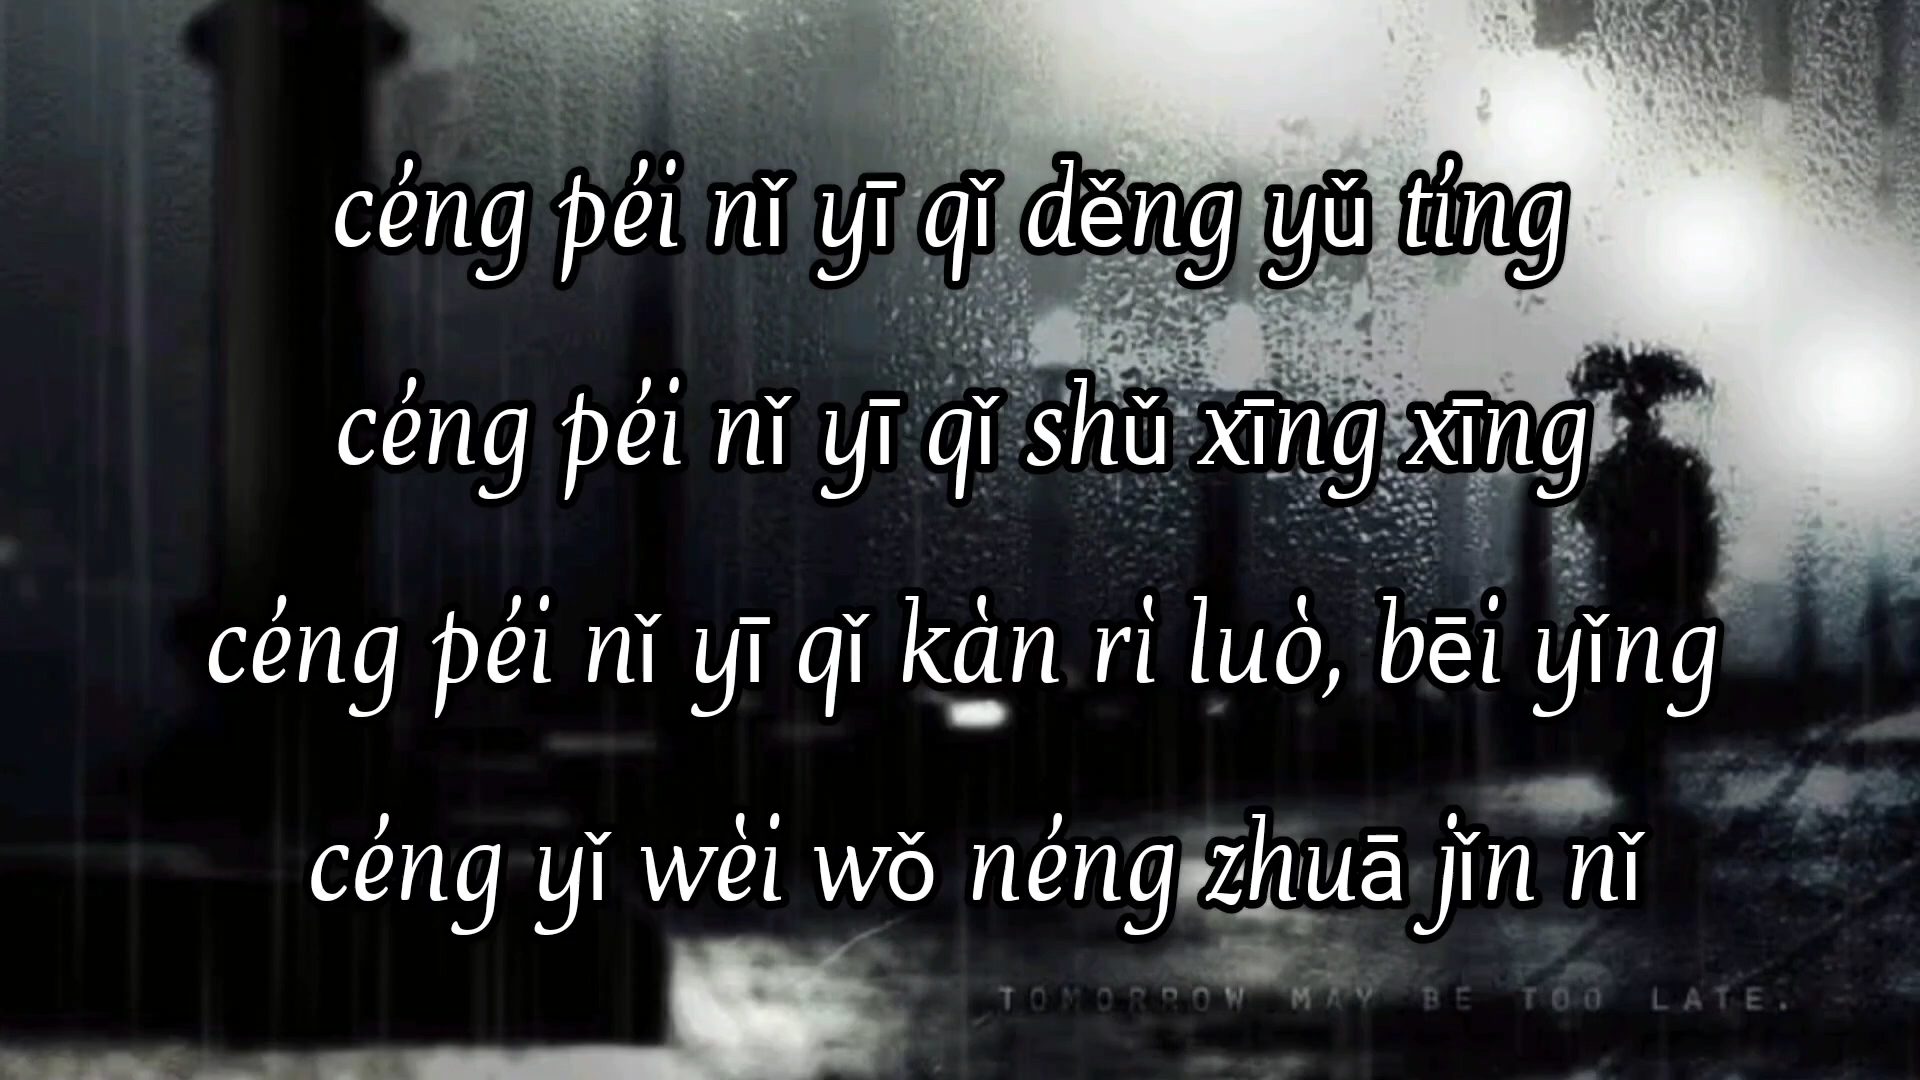 céng péi nǐ yī qǐ děng yǔ tíng
céng péi nǐ yī qǐ shǔ xīng xīng
céng péi nǐ yī qǐ kàn rì luò, bēi yǐng
céng yǐ wèi wǒ néng zhuā jǐn nǐ
TOMORROW MAY BE TOO LATE.